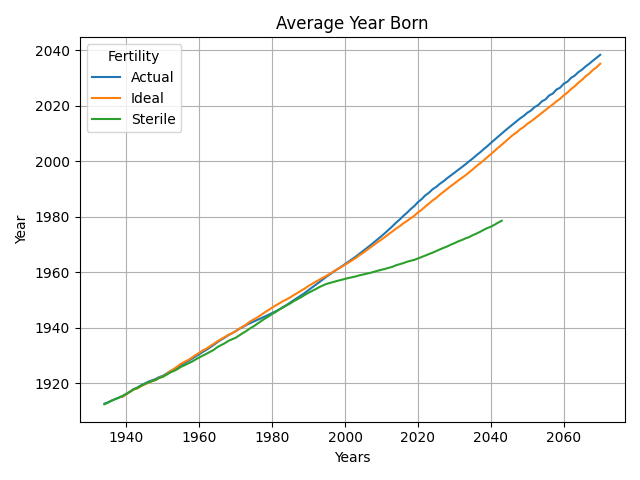 Average Year Born
Fertility
Actual
Ideal
Sterile
Year
2040
2020
2000
1980
1960
1940
1920
1940 1960 1980 2000 2020 2040 2060
Years